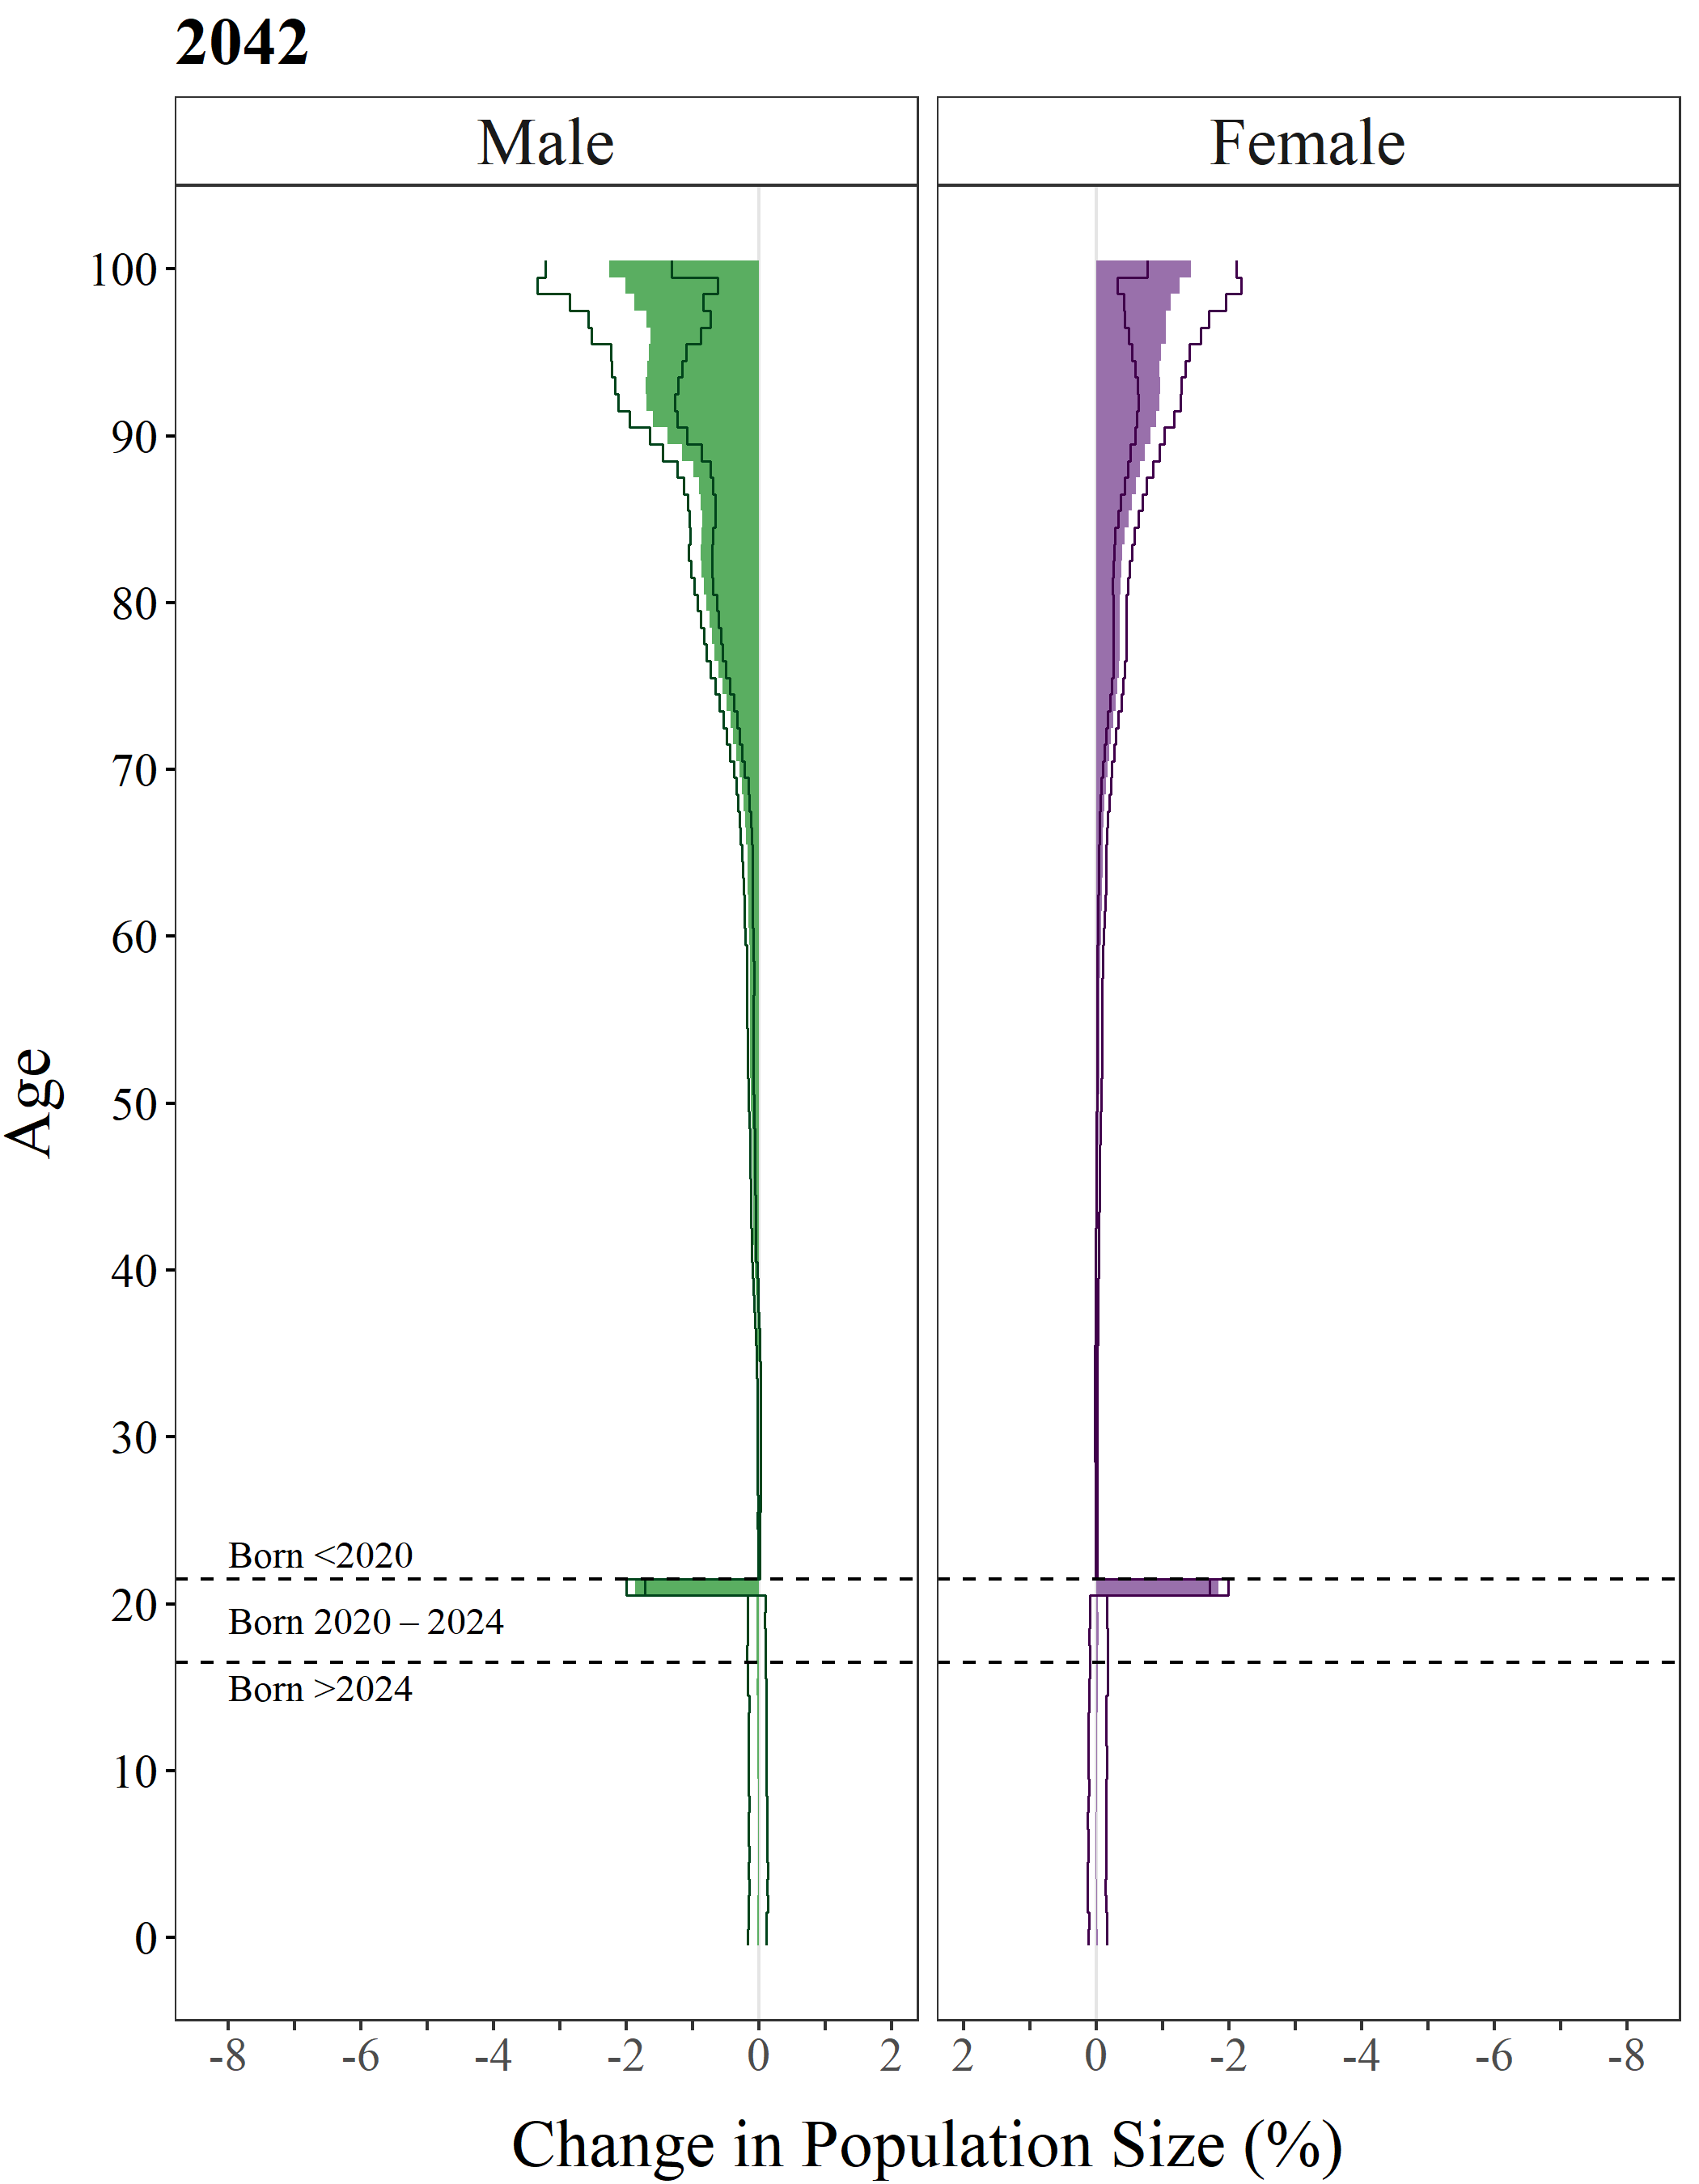 2042
Male
Female
100
90
80
70
60
50
40
30
20
10
0
Age
Born <2020
Born 2020 – 2024
Born >2024
-8 -6 -4 -2 0 2
2 0 -2 -4 -6 -8
Change in Population Size (%)